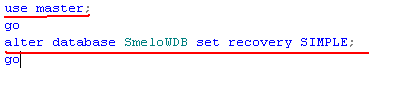 use master;
go
alter database SmeloWDB set recovery SIMPLE;
go